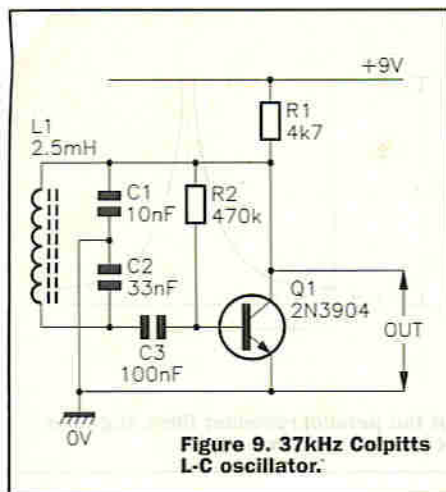 +9V
R1
4k7
L1
2.5mH
C1
10nF
R2
470k
C2
33nF
Q1
2N3904
C3
100nF
OUT
0V
Figure 9. 37kHz Colpitts
L-C oscillator.